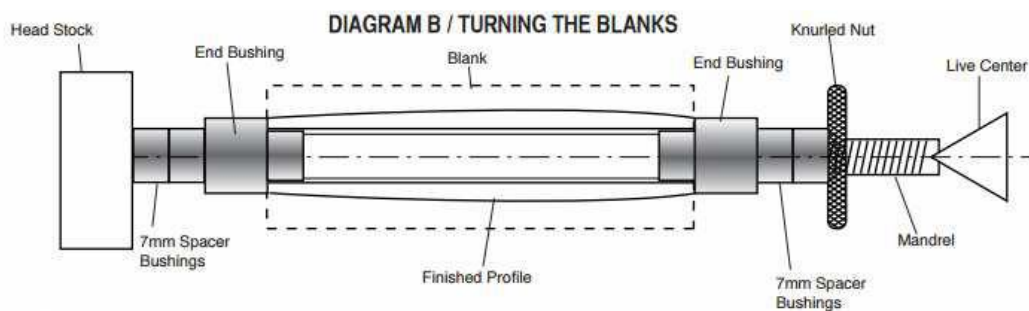 DIAGRAM B / TURNING THE BLANKS
Head Stock
End Bushing
Blank
End Bushing
Knurled Nut
Live Center
7mm Spacer
Bushings
Finished Profile
7mm Spacer
Bushings
Mandrel